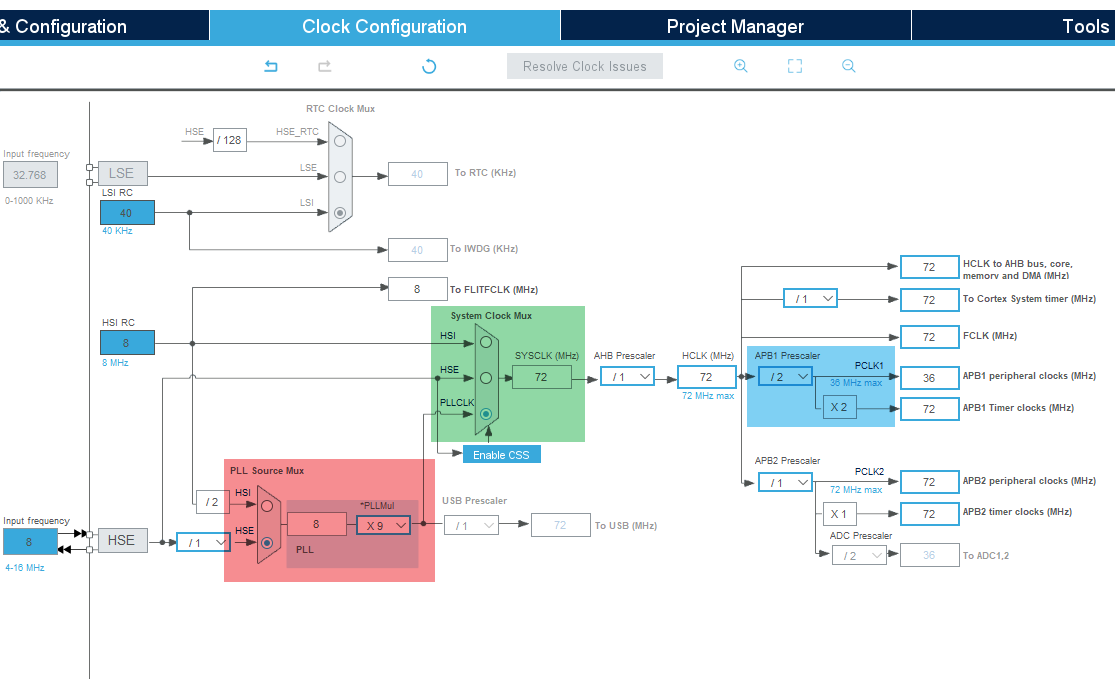 & Configuration
Clock Configuration
Project Manager
Tools
Resolve Clock Issues
RTC Clock Mux
HSE
/ 128
HSE_RTC
Input frequency
32.768
0-1000 KHz
LSE
LSE
40
To RTC (KHz)
LSI RC
40
40 KHz
LSI
40
To IWDG (KHz)
8
To FLITFCLK (MHz)
HSI RC
8
8 MHz
System Clock Mux
HSI
HSE
PLLCLK
SYSCLK (MHz)
72
Enable CSS
AHB Prescaler
/ 1
HCLK (MHz)
72
72 MHz max
72
HCLK to AHB bus, core,
memory and DMA (MHz)
/ 1
72
To Cortex System timer (MHz)
72
FCLK (MHz)
APB1 Prescaler
/ 2
PCLK1
36 MHz max
36
APB1 peripheral clocks (MHz)
X 2
72
APB1 Timer clocks (MHz)
APB2 Prescaler
/ 1
PCLK2
72 MHz max
72
APB2 peripheral clocks (MHz)
X 1
72
APB2 timer clocks (MHz)
ADC Prescaler
/ 2
36
To ADC1,2
PLL Source Mux
/ 2
HSI
HSE
8
*PLLMul
X 9
PLL
USB Prescaler
/ 1
72
To USB (MHz)
Input frequency
8
4-16 MHz
HSE
/ 1